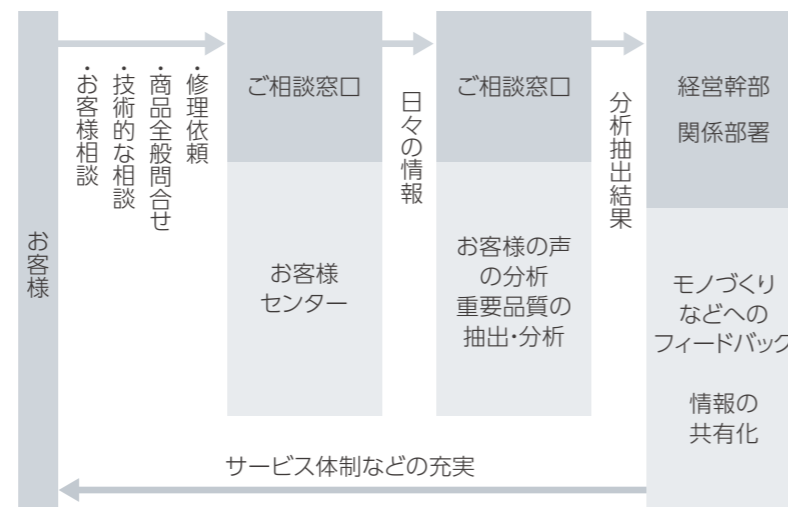 お客様
・修理依頼
・商品全般問合せ
・技術的な相談
・お客様相談
ご相談窓口
お客様
センター
日々の情報
ご相談窓口
お客様の声
の分析
重要品質の
抽出・分析
分析抽出結果
経営幹部
関係部署
モノづくり
などへの
フィードバック
情報の
共有化
サービス体制などの充実